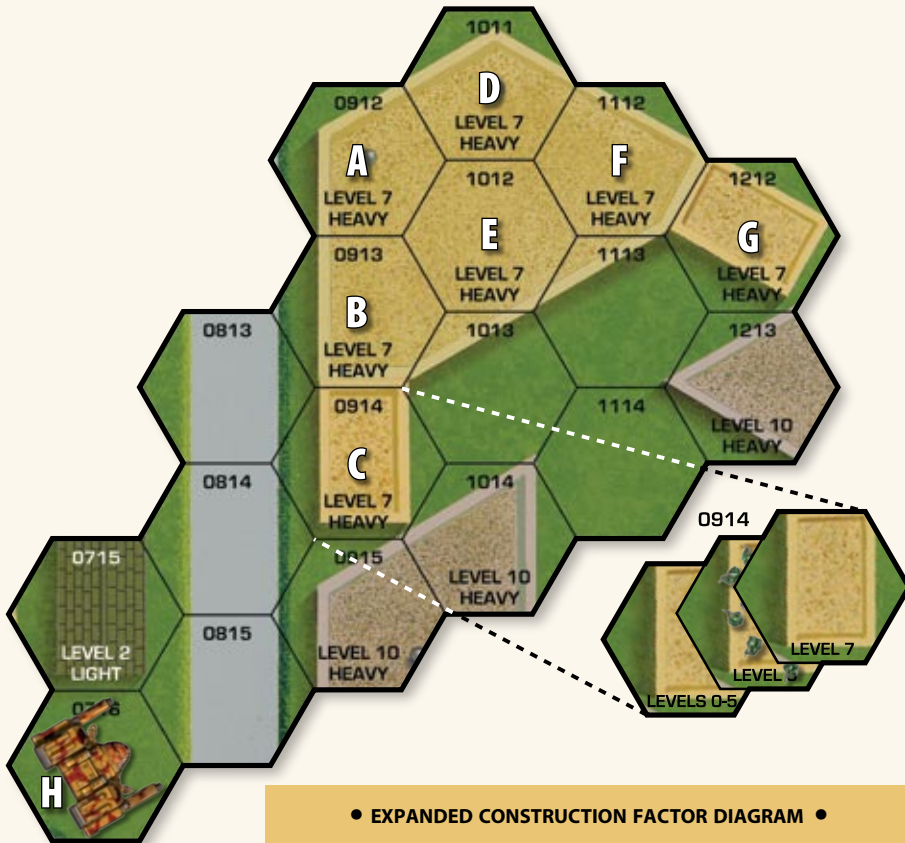 1011
D
LEVEL 7
HEAVY
0912
A
LEVEL 7
HEAVY
1112
F
LEVEL 7
HEAVY
1012
E
LEVEL 7
HEAVY
1212
G
LEVEL 7
HEAVY
0913
B
LEVEL 7
HEAVY
1113
1013
0813
1213
LEVEL 10
HEAVY
0914
C
LEVEL 7
HEAVY
1114
0814
1014
LEVEL 10
HEAVY
0715
LEVEL 2
LIGHT
0915
LEVEL 10
HEAVY
0815
H
0914
LEVELS 0-5
LEVEL
LEVEL 7
• EXPANDED CONSTRUCTION FACTOR DIAGRAM •